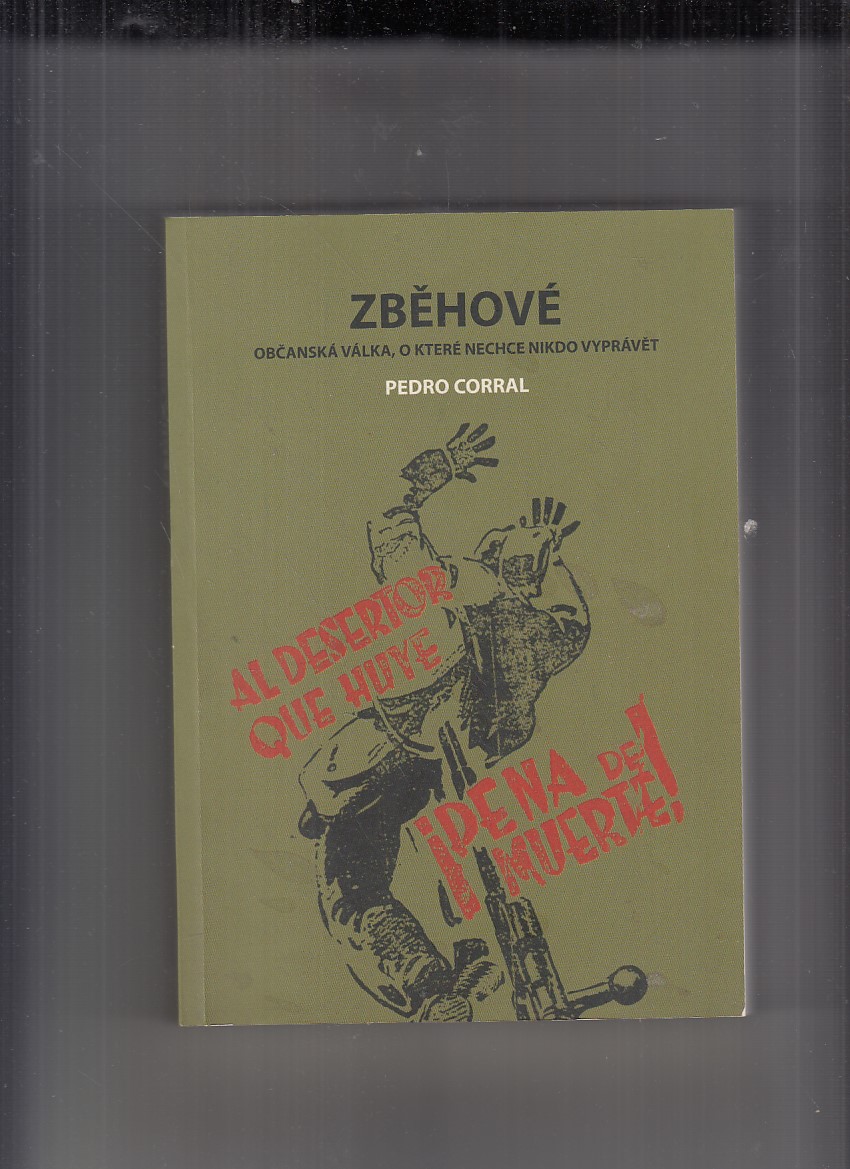 ZBĚHOVÉ
OBČANSKÁ VÁLKA, O KTERÉ NECHCE NIKDO VYPRÁVĚT
PEDRO CORRAL
AL DESERTOR
QUE HUYE
¡PENA DE
MUERTE!